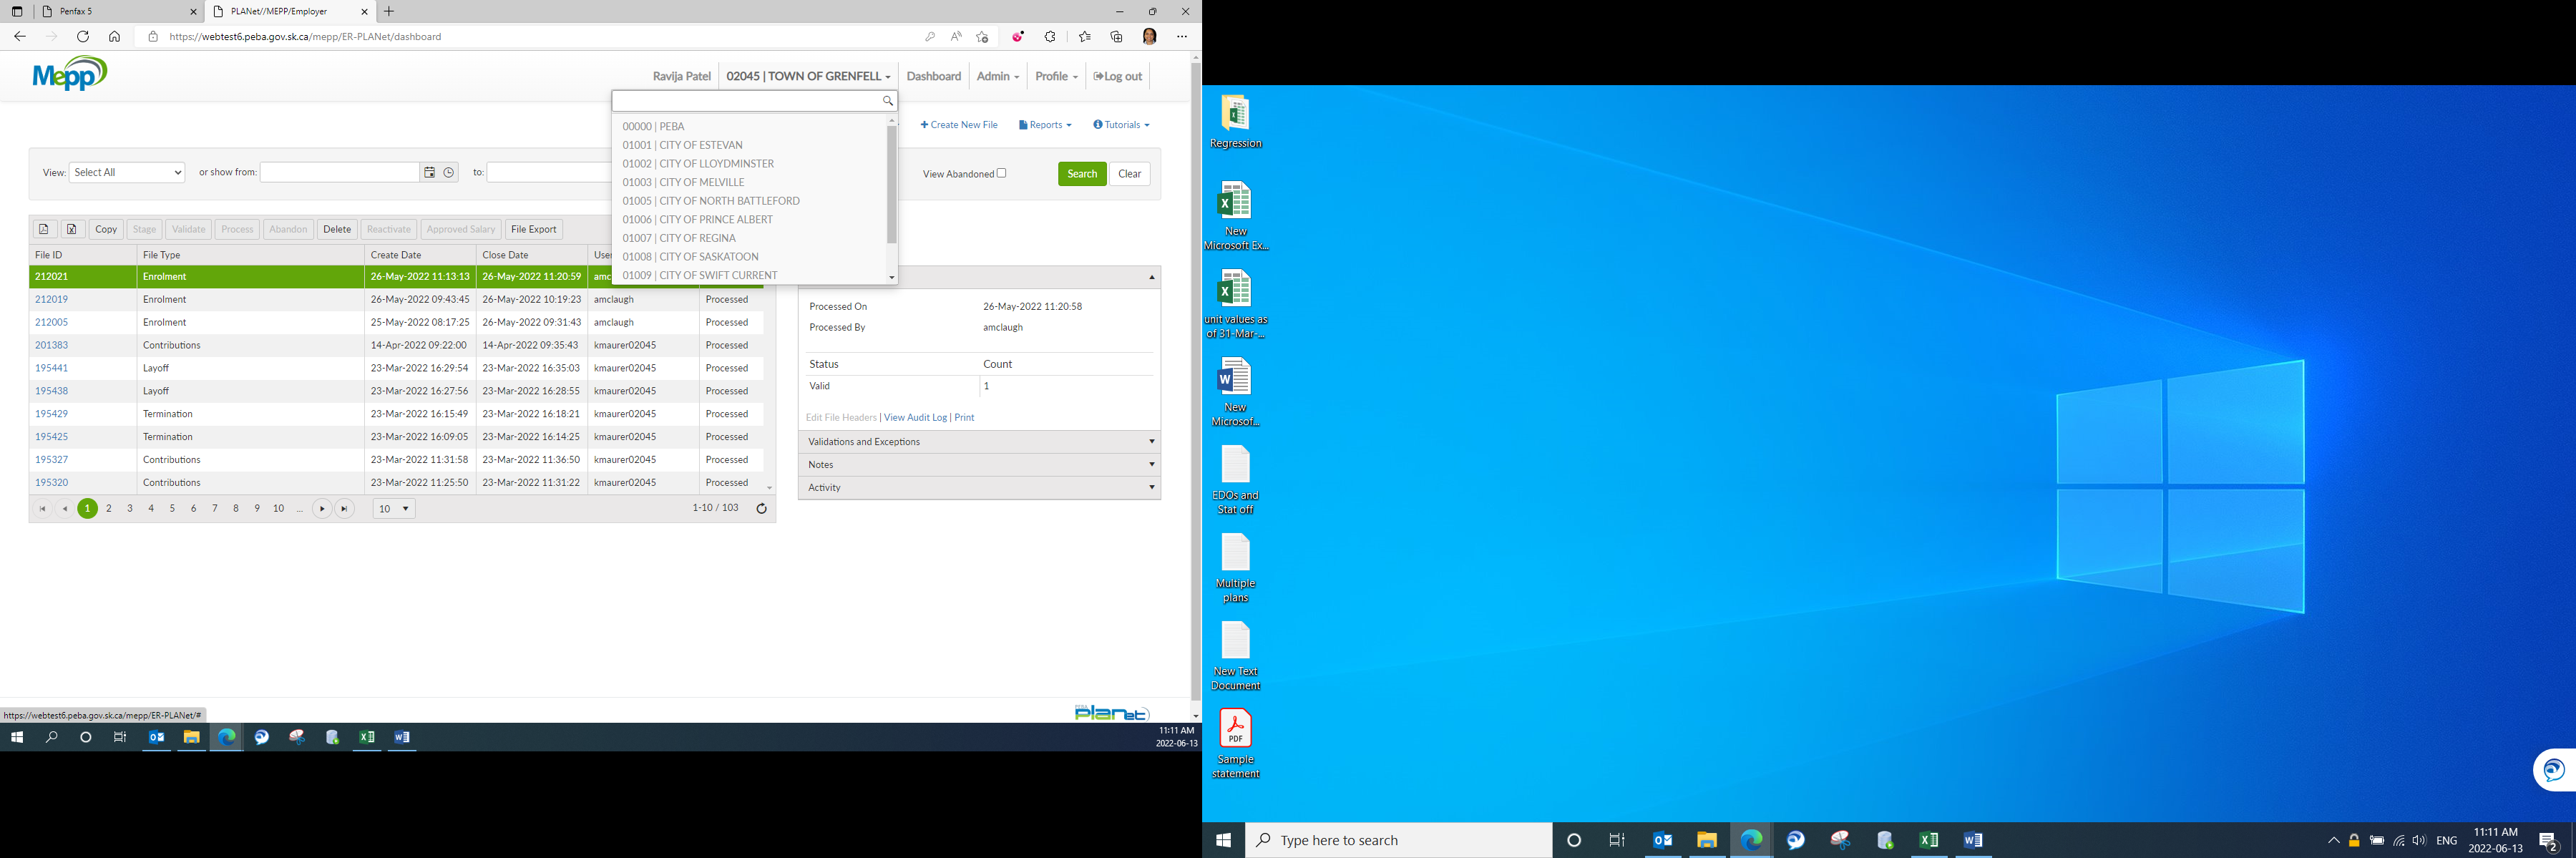 Penfax 5
PLANet//MEPP/Employer
https://webtest6.peba.gov.sk.ca/mepp/ER-PLANet/dashboard
Mepp
Ravija Patel
02045 | TOWN OF GRENFELL
Dashboard
Admin
Profile
Log out
00000 | PEBA
01001 | CITY OF ESTEVAN
01002 | CITY OF LLOYDMINSTER
01003 | CITY OF MELVILLE
01005 | CITY OF NORTH BATTLEFORD
01006 | CITY OF PRINCE ALBERT
01007 | CITY OF REGINA
01008 | CITY OF SASKATOON
01009 | CITY OF SWIFT CURRENT
Create New File
Reports
Tutorials
View: Select All or show from: to:
View Abandoned
Search
Clear
Copy Stage Validate Process Abandon Delete Reactivate Approved Salary File Export
File ID File Type Create Date Close Date User
212021 Enrolment 26-May-2022 11:13:13 26-May-2022 11:20:59 amc
212019 Enrolment 26-May-2022 09:43:45 26-May-2022 10:19:23 amclaugh Processed
212005 Enrolment 25-May-2022 08:17:25 26-May-2022 09:31:43 amclaugh Processed
201383 Contributions 14-Apr-2022 09:22:00 14-Apr-2022 09:35:43 kmaurer02045 Processed
195441 Layoff 23-Mar-2022 16:29:54 23-Mar-2022 16:35:03 kmaurer02045 Processed
195438 Layoff 23-Mar-2022 16:27:56 23-Mar-2022 16:28:55 kmaurer02045 Processed
195429 Termination 23-Mar-2022 16:15:49 23-Mar-2022 16:18:21 kmaurer02045 Processed
195425 Termination 23-Mar-2022 16:09:05 23-Mar-2022 16:14:25 kmaurer02045 Processed
195327 Contributions 23-Mar-2022 11:31:58 23-Mar-2022 11:36:50 kmaurer02045 Processed
195320 Contributions 23-Mar-2022 11:25:50 23-Mar-2022 11:31:22 kmaurer02045 Processed
1 2 3 4 5 6 7 8 9 10 ... 10 1-10 / 103
Processed On 26-May-2022 11:20:58
Processed By amclaugh
Status Count
Valid 1
Edit File Headers | View Audit Log | Print
Validations and Exceptions
Notes
Activity
PLANet
https://webtest6.peba.gov.sk.ca/mepp/ER-PLANet/#
11:11 AM
2022-06-13
Regression
New
Microsoft Ex...
unit values as
of 31-Mar-...
New
Microsof...
EDOs and
Stat off
Multiple
plans
New Text
Document
PDF
Sample
statement
Type here to search
ENG
11:11 AM
2022-06-13
2